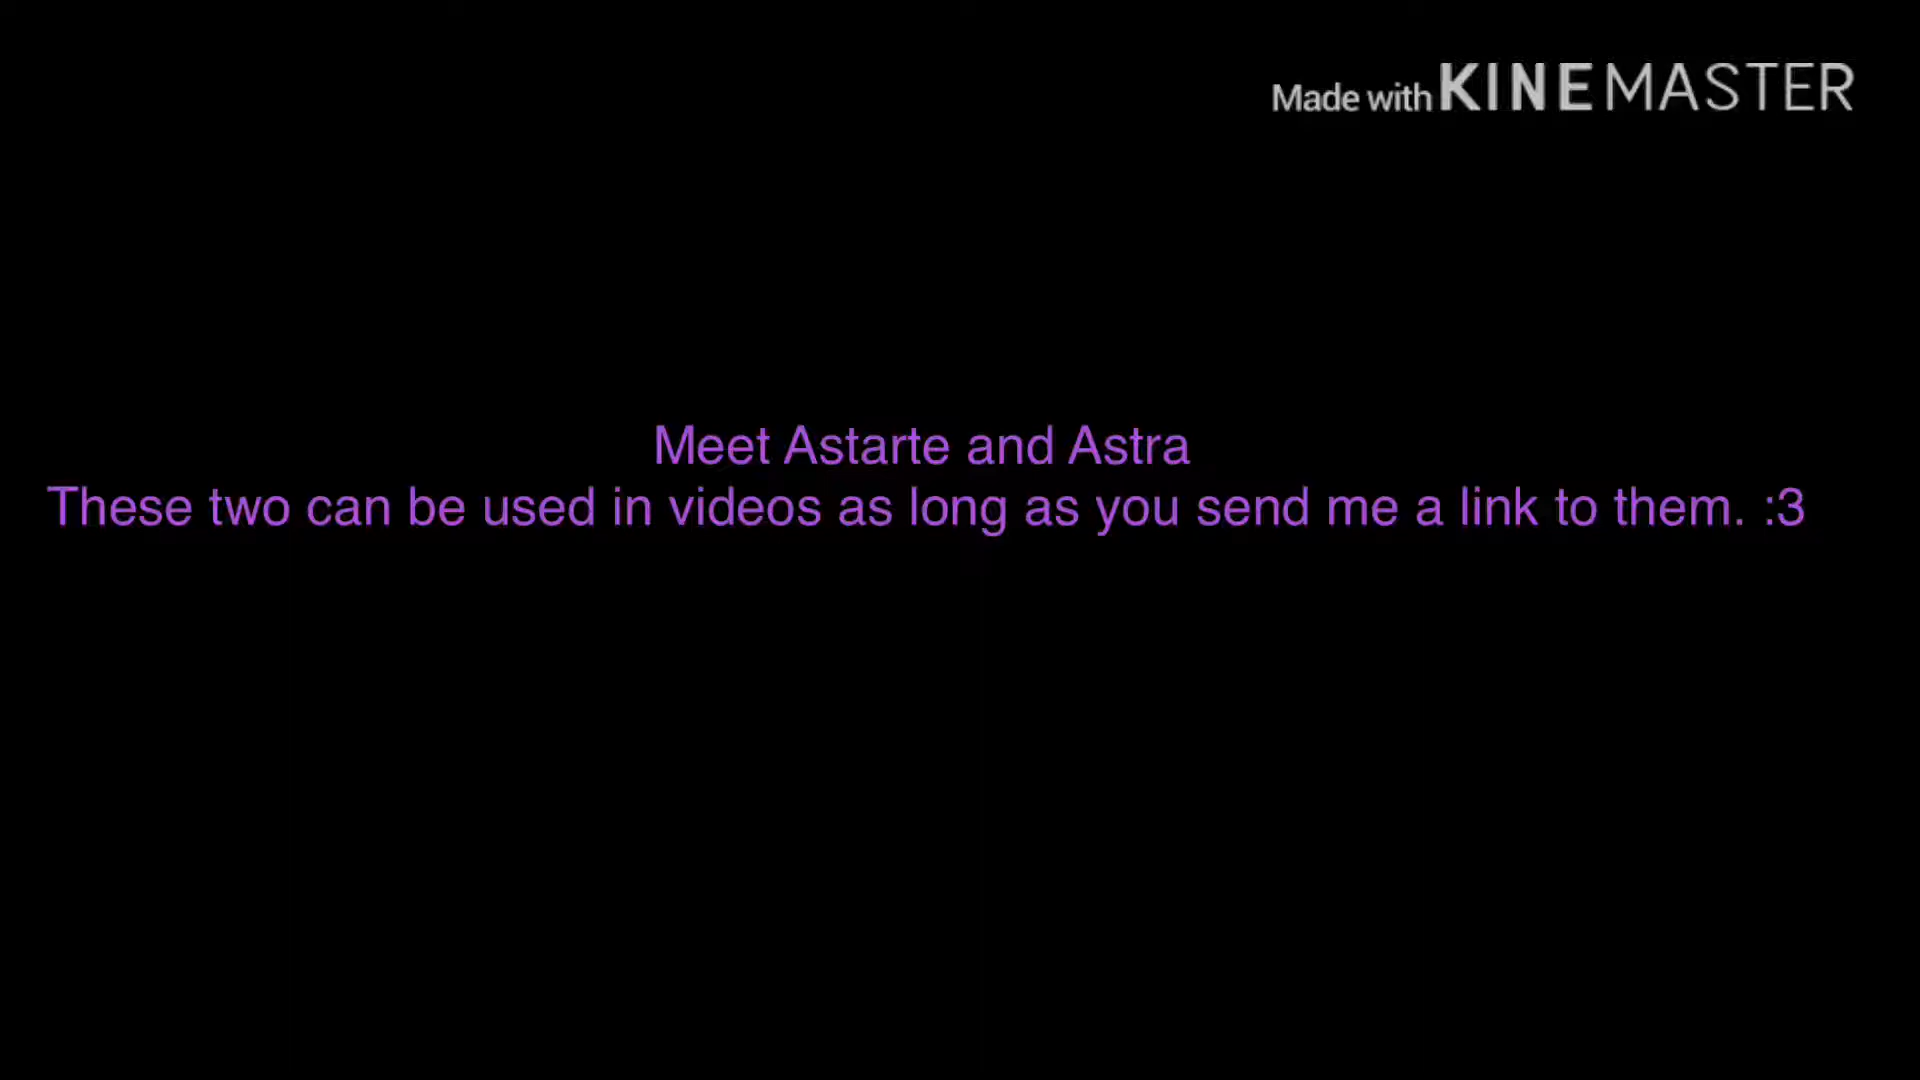 Made with KINEMASTER
Meet Astarte and Astra
These two can be used in videos as long as you send me a link to them. :3